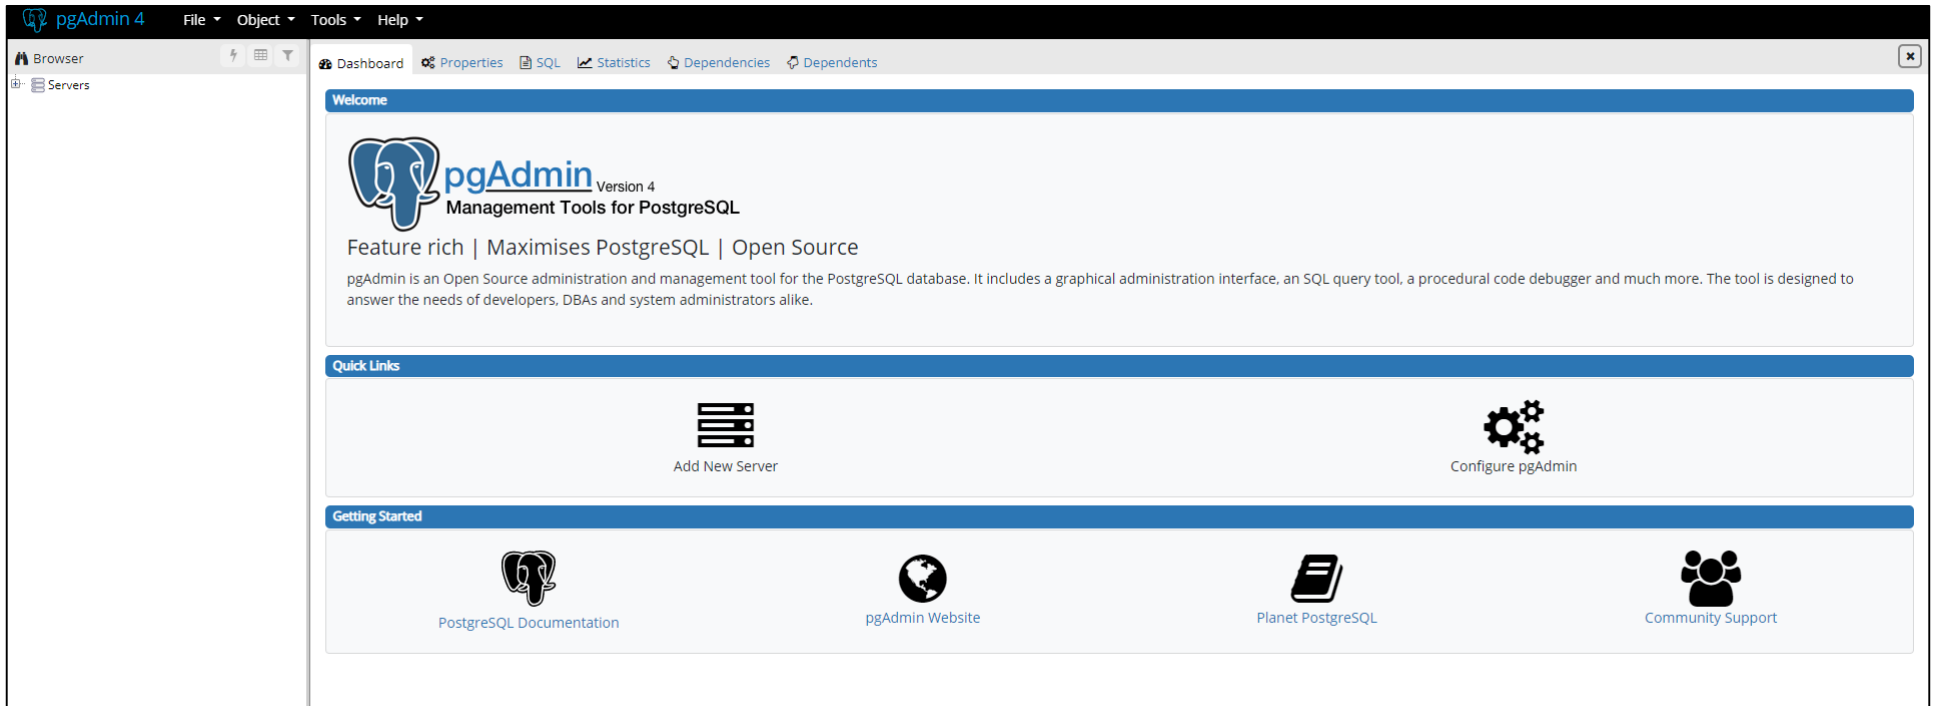 pgAdmin 4 File Object Tools Help
Browser
Servers
Dashboard Properties SQL Statistics Dependencies Dependents
Welcome
pgAdmin Version 4
Management Tools for PostgreSQL
Feature rich | Maximises PostgreSQL | Open Source
pgAdmin is an Open Source administration and management tool for the PostgreSQL database. It includes a graphical administration interface, an SQL query tool, a procedural code debugger and much more. The tool is designed to
answer the needs of developers, DBAs and system administrators alike.
Quick Links
Add New Server Configure pgAdmin
Getting Started
PostgreSQL Documentation pgAdmin Website Planet PostgreSQL Community Support